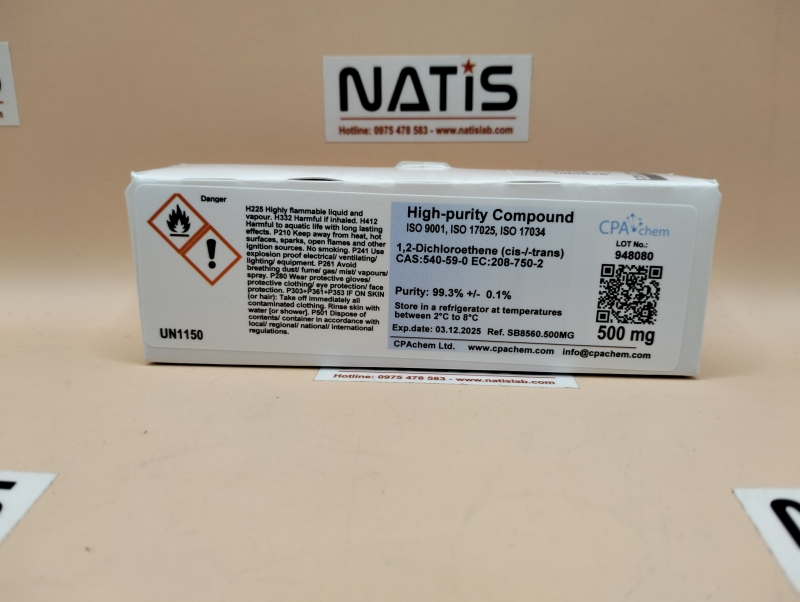 NATIS
Hotline: 0975 478 583 - www.natislab.com
Danger
H225 Highly flammable liquid and
vapour. H332 Harmful if inhaled. H412
Harmful to aquatic life with long lasting
effects. P210 Keep away from heat, hot
surfaces, sparks, open flames and other
ignition sources. No smoking. P241 Use
explosion proof electrical/ ventilating/
lighting/ equipment. P261 Avoid
breathing dust/ fume/ gas/ mist/ vapours/
spray. P280 Wear protective gloves/
protective clothing/ eye protection/ face
protection.
P303+P361+P353 IF ON SKIN
(or hair): Take off immediately all
contaminated clothing. Rinse skin with
water [or shower]. P501 Dispose of
contents/ container in accordance with
local/ regional/ national/ international
regulations.
UN1150
High-purity Compound
ISO 9001, ISO 17025, ISO 17034
1,2-Dichloroethene (cis-/-trans)
CAS:540-59-0 EC:208-750-2
Purity: 99.3% +/- 0.1%
Store in a refrigerator at temperatures
between 2°C to 8°C
Exp.date: 03.12.2025 Ref. SB8560.500MG
CPAchem Ltd. www.cpachem.com info@cpachem.com
CPAchem
LOT No.:
948080
500 mg
Hotline: 0975 478 583 - www.natislab.com